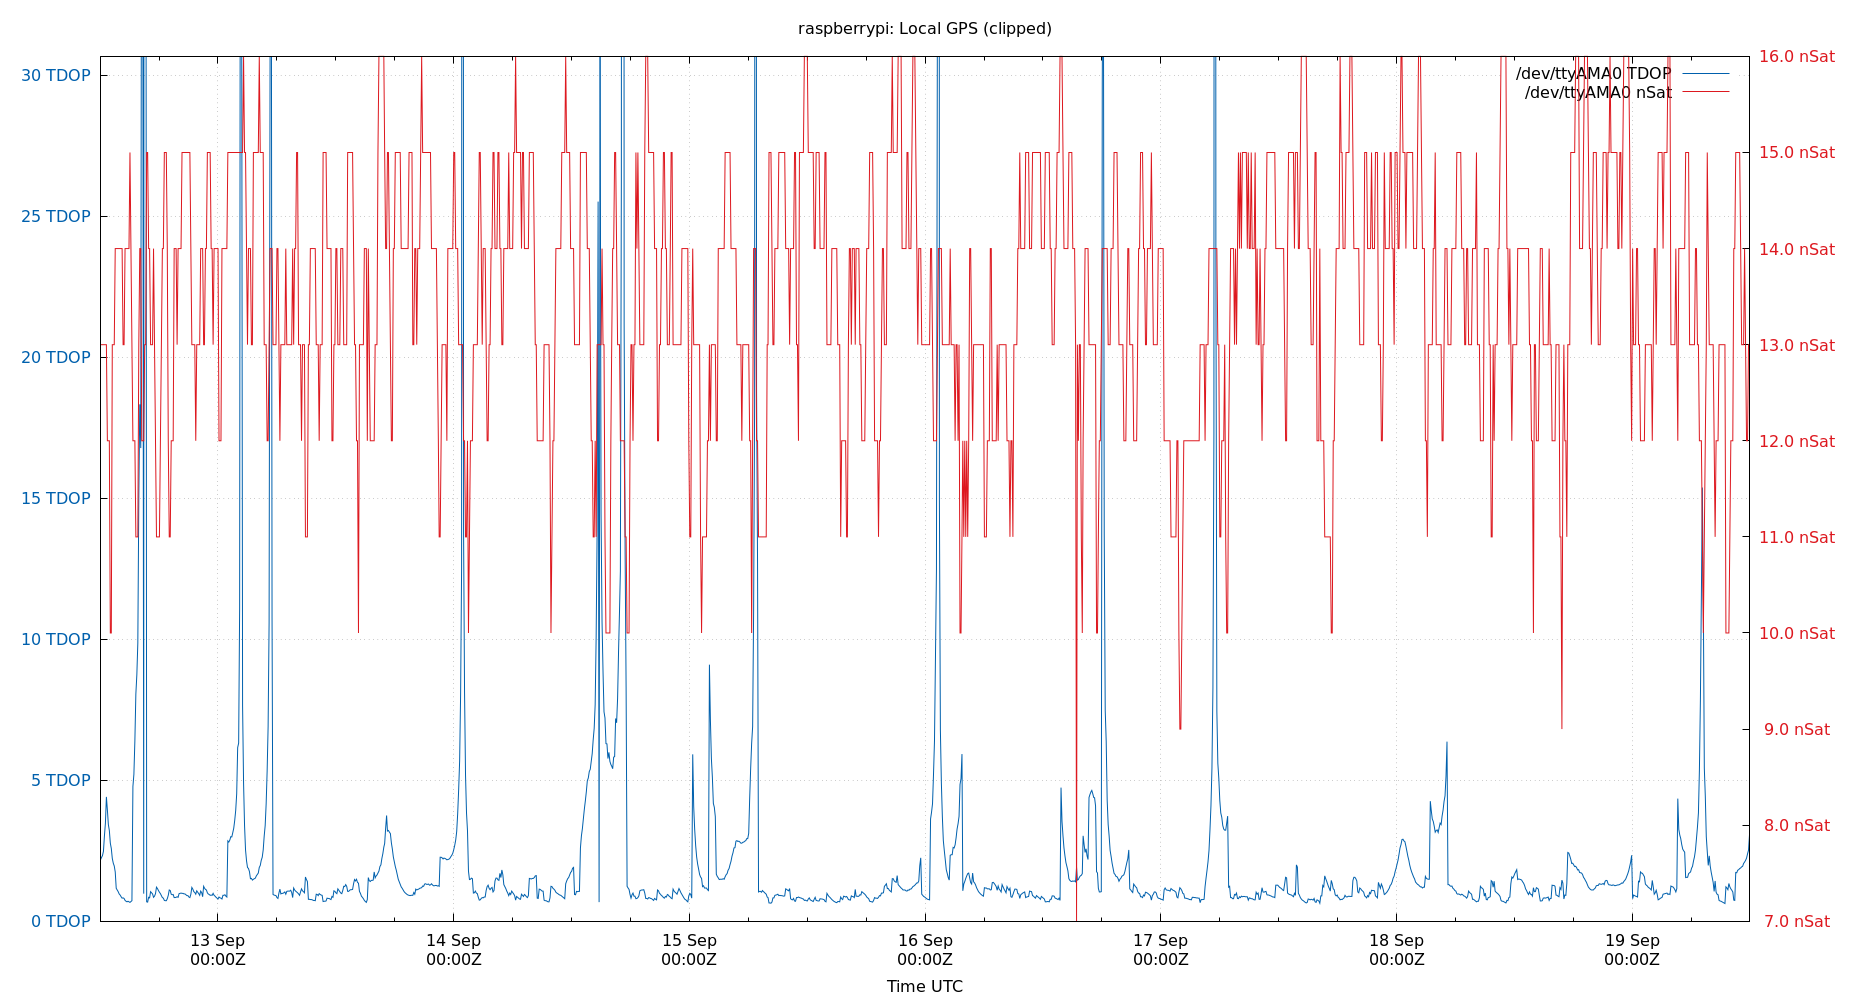 raspberrypi: Local GPS (clipped)
30 TDOP
25 TDOP
20 TDOP
15 TDOP
10 TDOP
5 TDOP
0 TDOP
16.0 nSat
15.0 nSat
14.0 nSat
13.0 nSat
12.0 nSat
11.0 nSat
10.0 nSat
9.0 nSat
8.0 nSat
7.0 nSat
/dev/ttyAMA0 TDOP
/dev/ttyAMA0 nSat
13 Sep
00:00Z
14 Sep
00:00Z
15 Sep
00:00Z
16 Sep
00:00Z
17 Sep
00:00Z
18 Sep
00:00Z
19 Sep
00:00Z
Time UTC